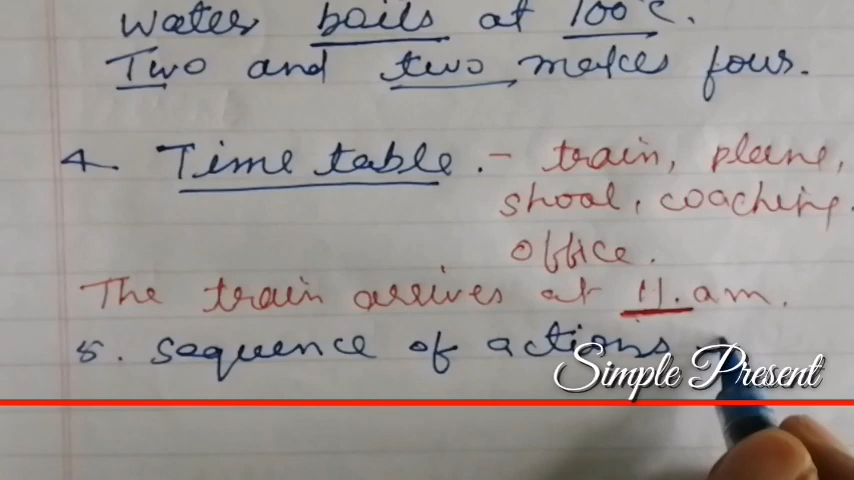 water boils at 100°c.
Two and two makes four.
4 Time table. - train, plane,
shool, coaching.
office.
The train arrives at 11. am.
5. sequence of actions -
Simple Present